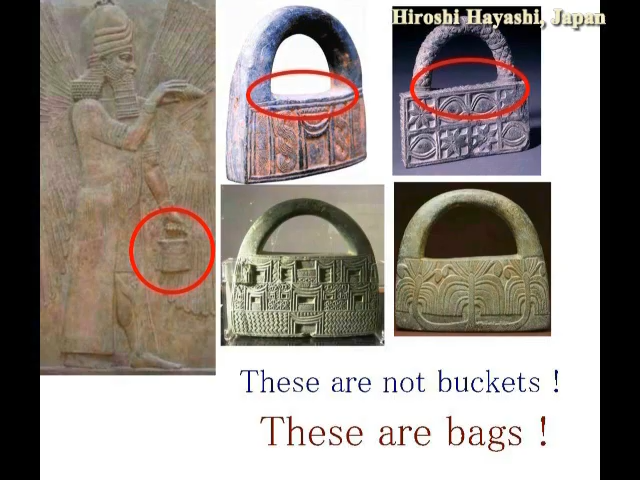 Hiroshi Hayashi, Japan
These are not buckets !
These are bags !